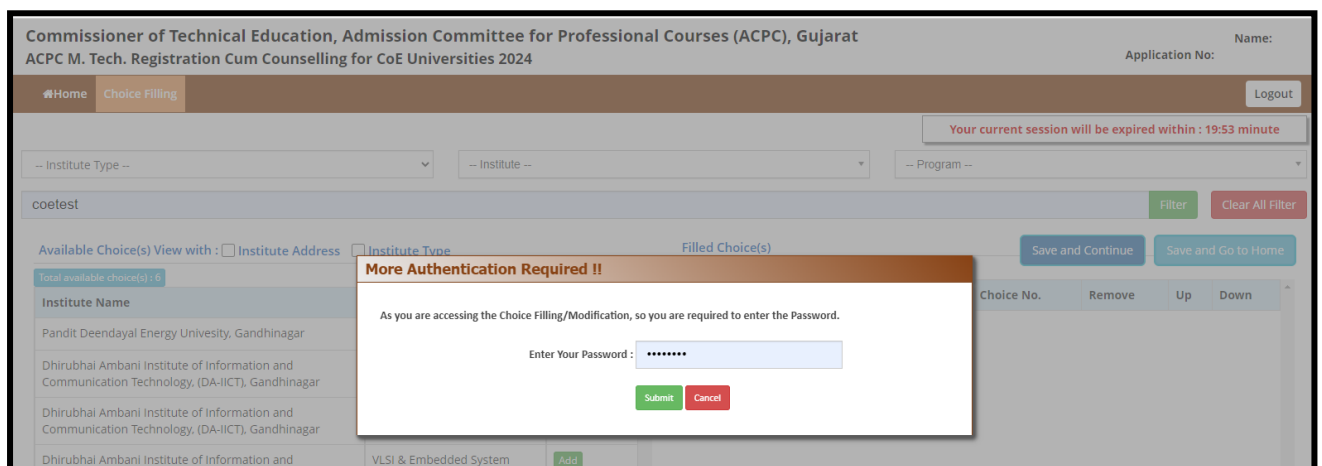 Commissioner of Technical Education, Admission Committee for Professional Courses (ACPC), Gujarat
Name:
ACPC M. Tech. Registration Cum Counselling for CoE Universities 2024
Application No:
Home Choice Filling
Logout
Your current session will be expired within : 19:53 minute
-- Institute Type --
-- Institute --
-- Program --
coetest
Filter
Clear All Filter
Available Choice(s) View with : Institute Address Institute Type
Filled Choice(s)
Save and Continue
Save and Go to Home
Total available choice(s) : 6
More Authentication Required !!
Institute Name
Choice No. Remove Up Down
As you are accessing the Choice Filling/Modification, so you are required to enter the Password.
Pandit Deendayal Energy Univesity, Gandhinagar
Enter Your Password : ••••••••
Dhirubhai Ambani Institute of Information and
Communication Technology, (DA-IICT), Gandhinagar
Submit Cancel
Dhirubhai Ambani Institute of Information and
Communication Technology, (DA-IICT), Gandhinagar
Dhirubhai Ambani Institute of Information and
VLSI & Embedded System
Add